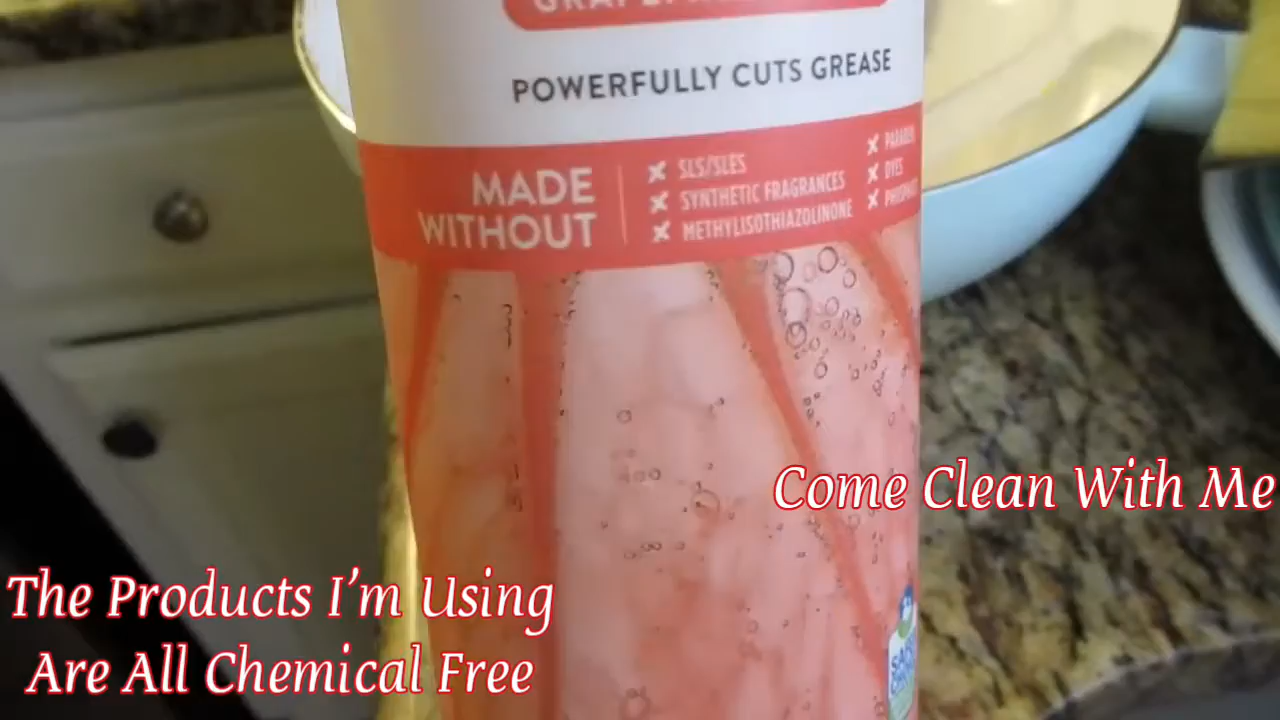 POWERFULLY CUTS GREASE
MADE
WITHOUT
SLS/SLES
SYNTHETIC FRAGRANCES
METHYLISOTHIAZOLINONE
DYES
Come Clean With Me
The Products I'm Using
Are All Chemical Free